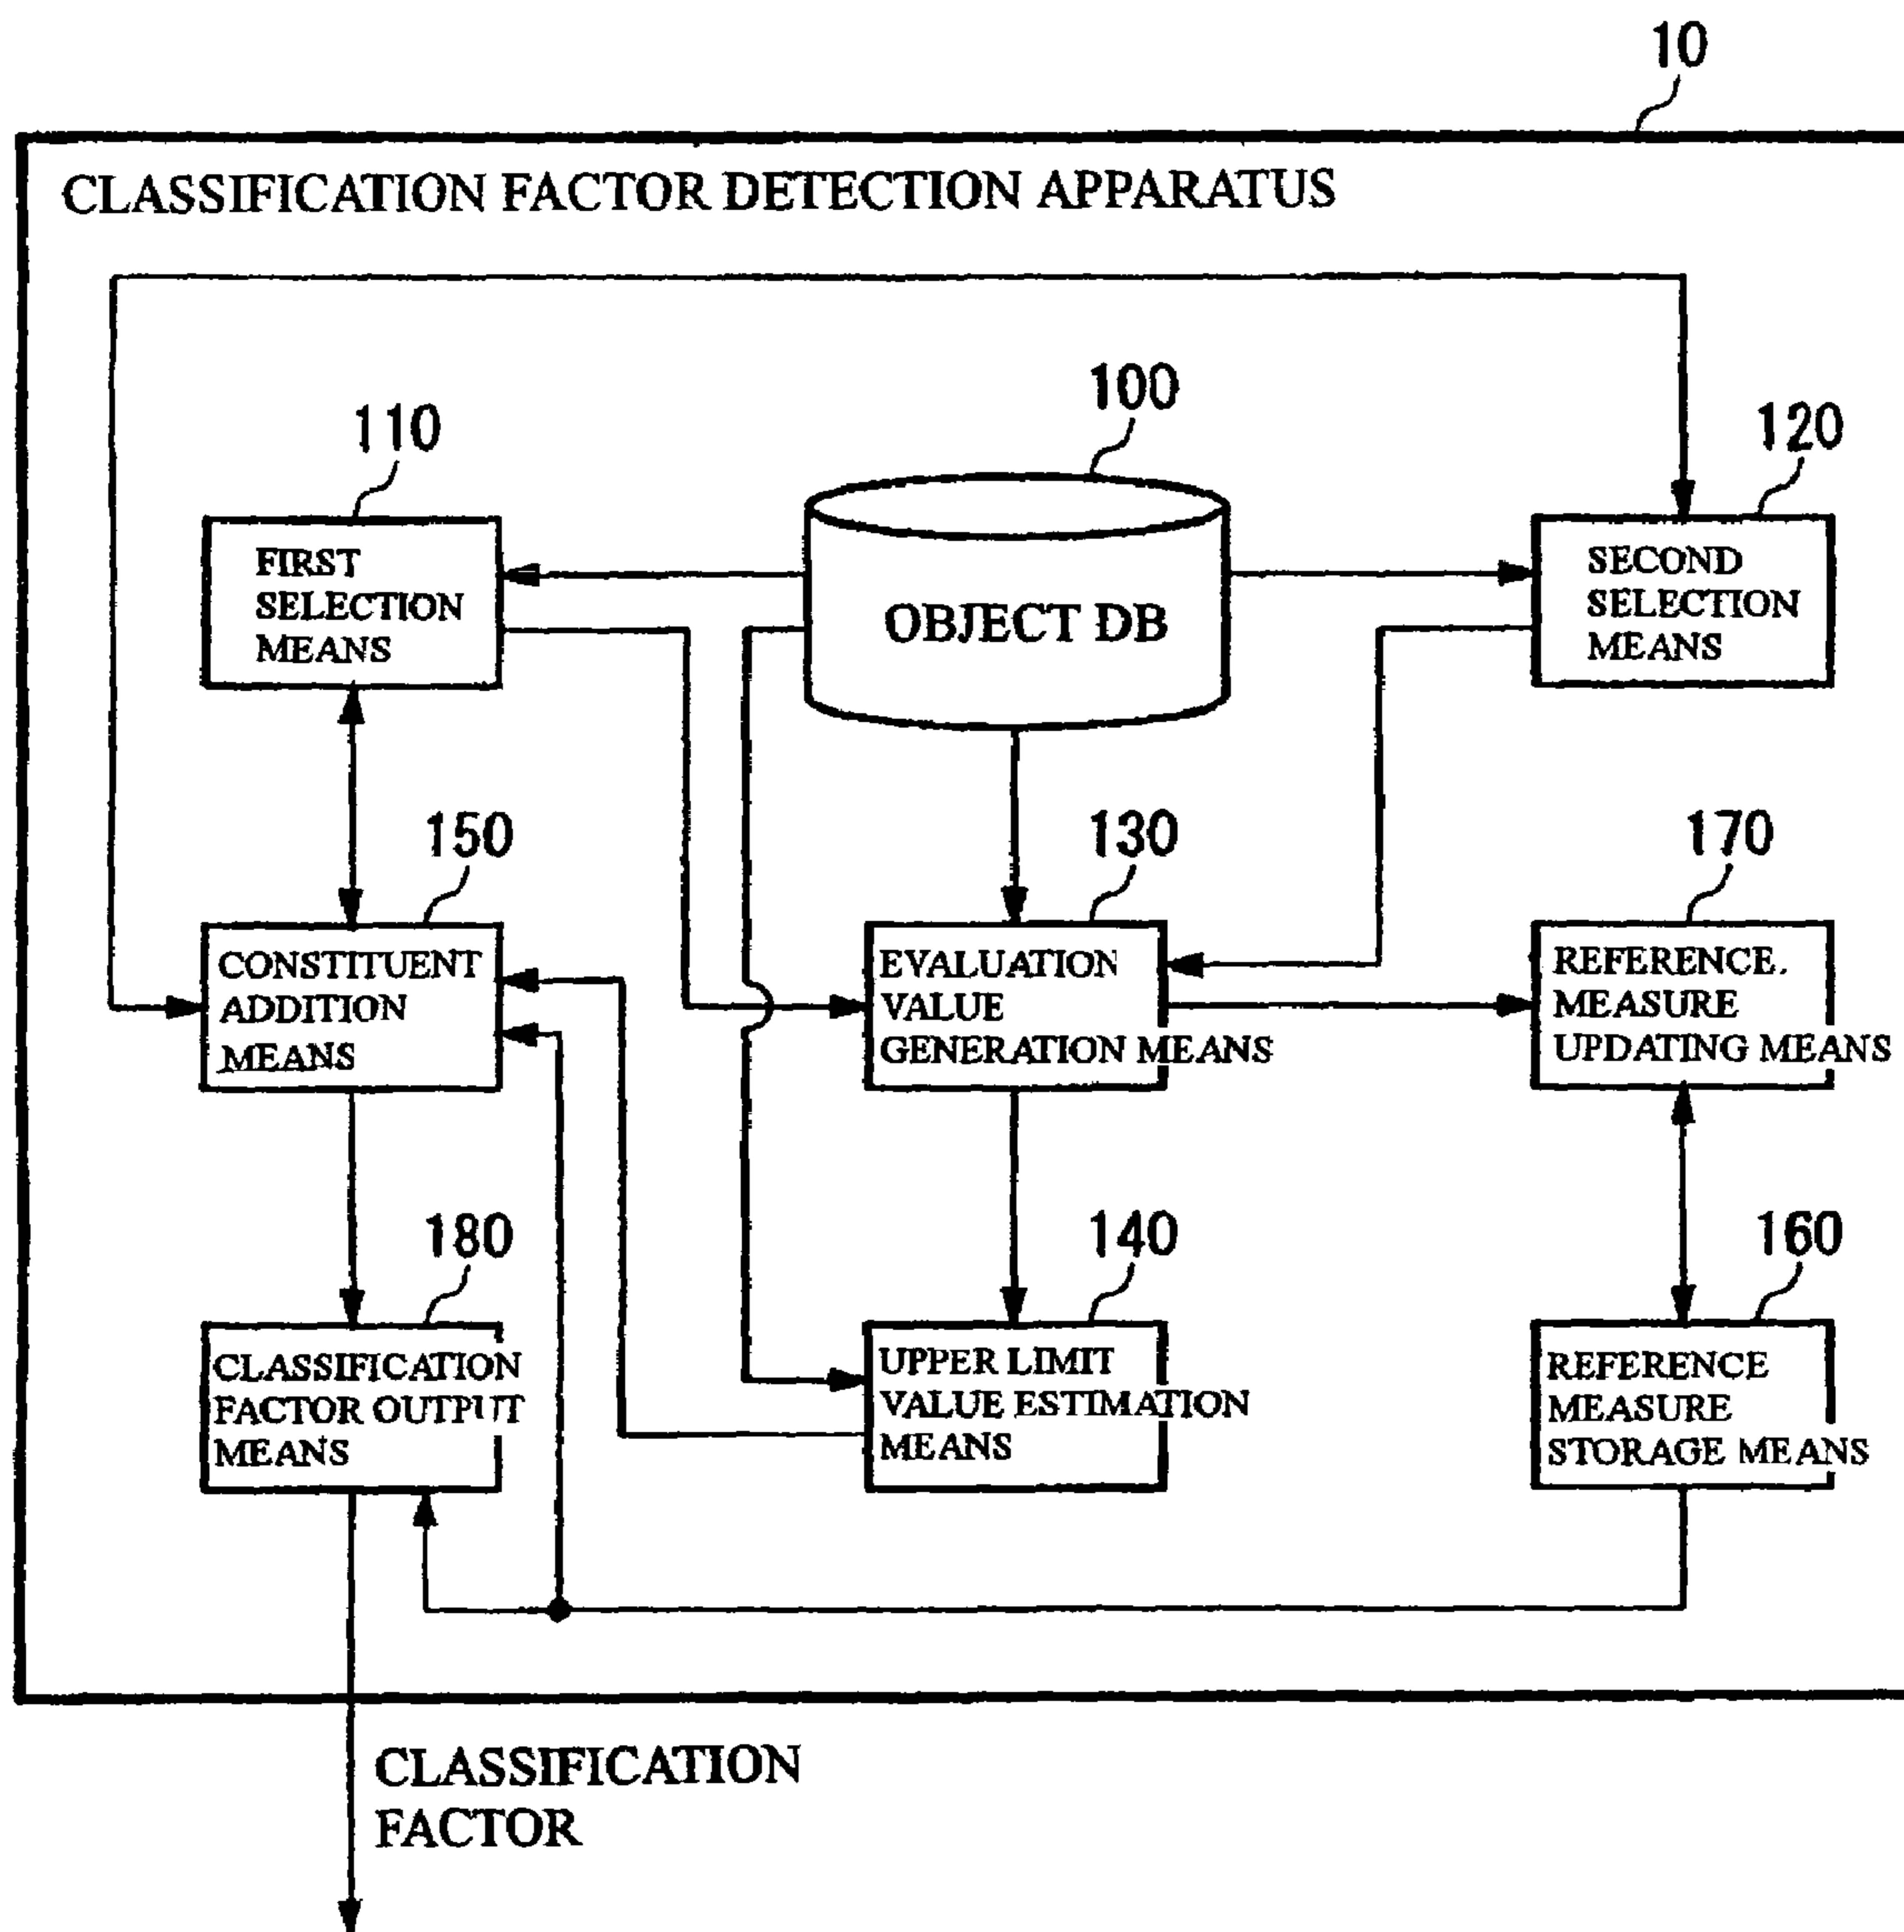 10
CLASSIFICATION FACTOR DETECTION APPARATUS
100
110
120
FIRST
SELECTION
MEANS
OBJECT DB
SECOND
SELECTION
MEANS
150
130
170
CONSTITUENT
ADDITION
MEANS
EVALUATION
VALUE
GENERATION MEANS
REFERENCE.
MEASURE
UPDATING MEANS
180
140
160
CLASSIFICATION
FACTOR OUTPUT
MEANS
UPPER LIMIT
VALUE ESTIMATION
MEANS
REFERENCE
MEASURE
STORAGE MEANS
CLASSIFICATION
FACTOR